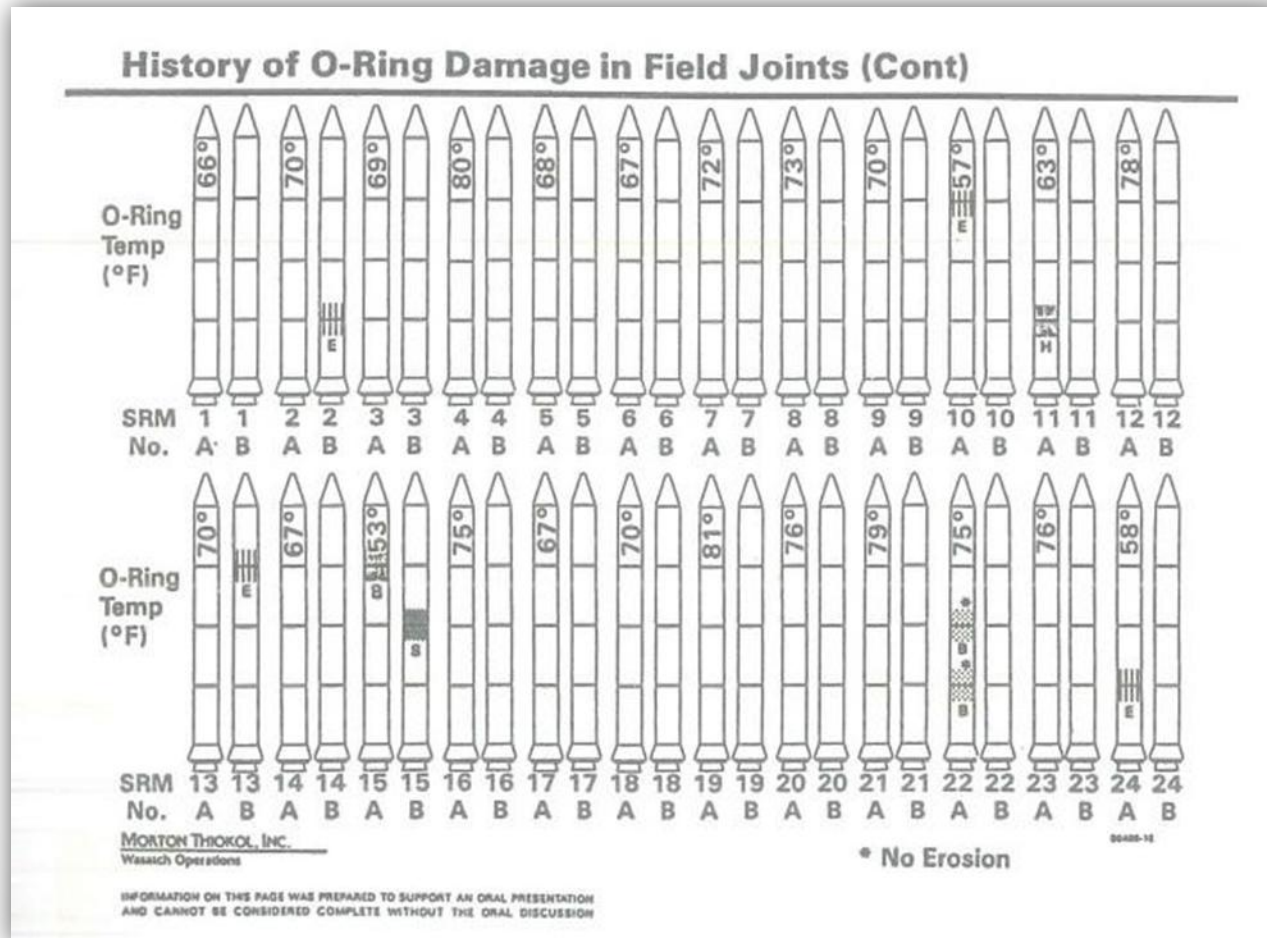 History of O-Ring Damage in Field Joints (Cont)
66° 70° 69° 80° 68° 67° 72° 73° 70° 57° 63° 78°
O-Ring
Temp
(°F)
E
E
H
SRM 1 1 2 2 3 3 4 4 5 5 6 6 7 7 8 8 9 9 10 10 11 11 12 12
No. A B A B A B A B A B A B A B A B A B A B A B A B
70° 67° 53° 75° 67° 70° 81° 76° 79° 75° 76° 58°
O-Ring
Temp
(°F)
E
B
*
S
B
*
B
E
SRM 13 13 14 14 15 15 16 16 17 17 18 18 19 19 20 20 21 21 22 22 23 23 24 24
No. A B A B A B A B A B A B A B A B A B A B A B A B
MORTON THIOKOL, INC.
Wasatch Operations
* No Erosion
INFORMATION ON THIS PAGE WAS PREPARED TO SUPPORT AN ORAL PRESENTATION
AND CANNOT BE CONSIDERED COMPLETE WITHOUT THE ORAL DISCUSSION